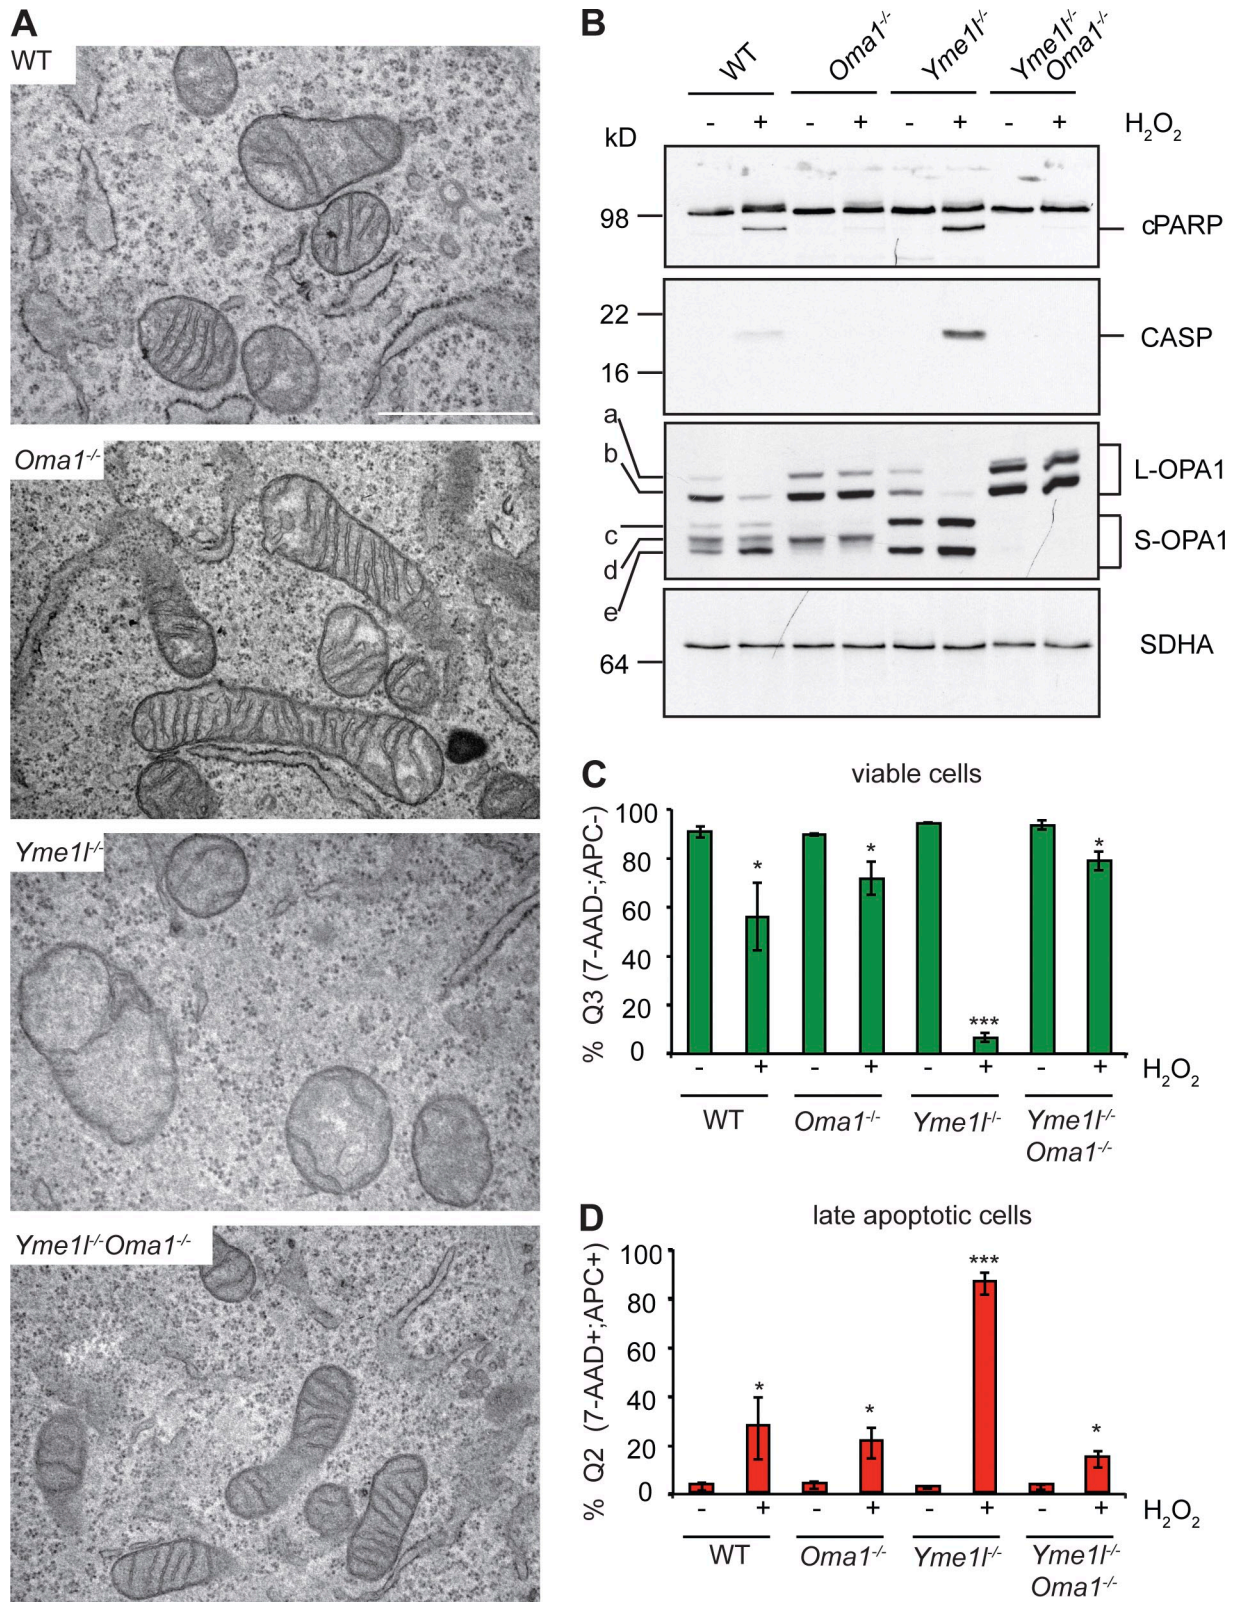 A
WT
Oma1-/-
Yme1l-/-
Yme1l-/-Oma1-/-
B
WT
Oma1-/-
Yme1l-/-
Yme1l-/-
Oma1-/-
- + - + - + - + H2O2
kD
98
cPARP
22
16
CASP
a
b
c
d
e
L-OPA1
S-OPA1
64
SDHA
C
viable cells
% Q3 (7-AAD-;APC-)
100
80
60
40
20
0
*
*
***
*
- + - + - + - + H2O2
WT
Oma1-/-
Yme1l-/-
Yme1l-/-
Oma1-/-
D
late apoptotic cells
% Q2 (7-AAD+;APC+)
100
80
60
40
20
0
*
*
***
*
- + - + - + - + H2O2
WT
Oma1-/-
Yme1l-/-
Yme1l-/-
Oma1-/-